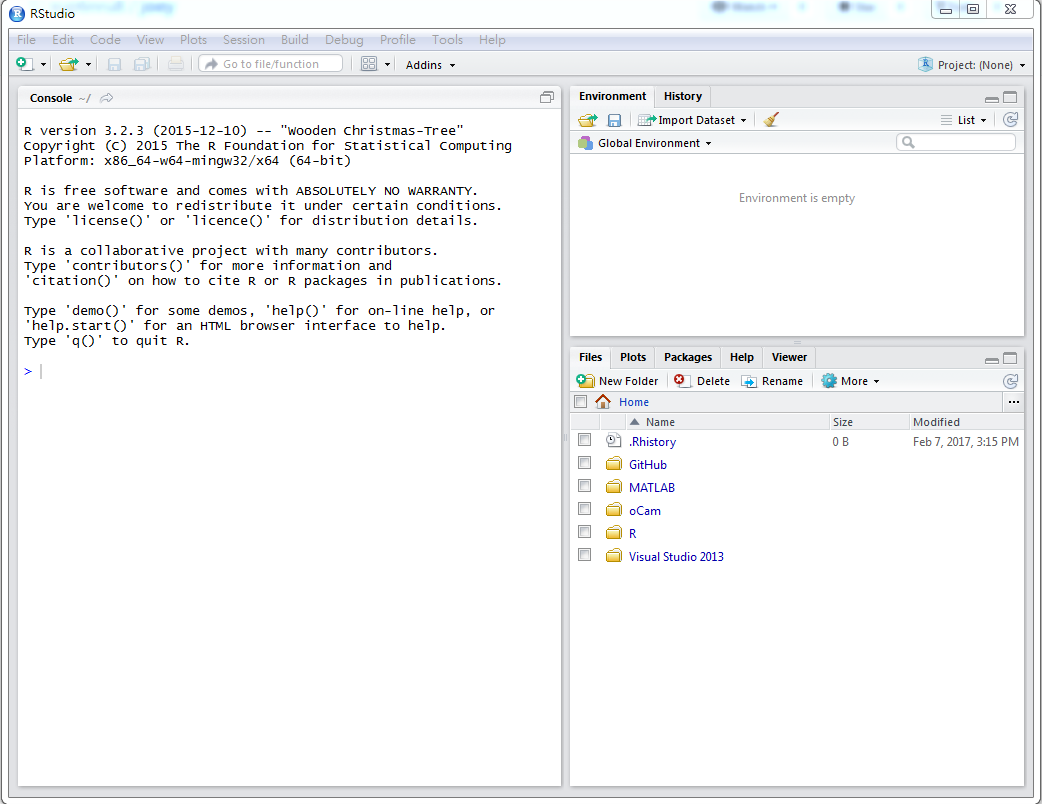 RStudio
File Edit Code View Plots Session Build Debug Profile Tools Help
Go to file/function Addins Project: (None)
Console ~/
R version 3.2.3 (2015-12-10) -- "Wooden Christmas-Tree"
Copyright (C) 2015 The R Foundation for Statistical Computing
Platform: x86_64-w64-mingw32/x64 (64-bit)
R is free software and comes with ABSOLUTELY NO WARRANTY.
You are welcome to redistribute it under certain conditions.
Type 'license()' or 'licence()' for distribution details.
R is a collaborative project with many contributors.
Type 'contributors()' for more information and
'citation()' on how to cite R or R packages in publications.
Type 'demo()' for some demos, 'help()' for on-line help, or
'help.start()' for an HTML browser interface to help.
Type 'q()' to quit R.
>
Environment History
Import Dataset List
Global Environment
Environment is empty
Files Plots Packages Help Viewer
New Folder Delete Rename More
Home ...
Name Size Modified
.Rhistory 0 B Feb 7, 2017, 3:15 PM
GitHub
MATLAB
oCam
R
Visual Studio 2013